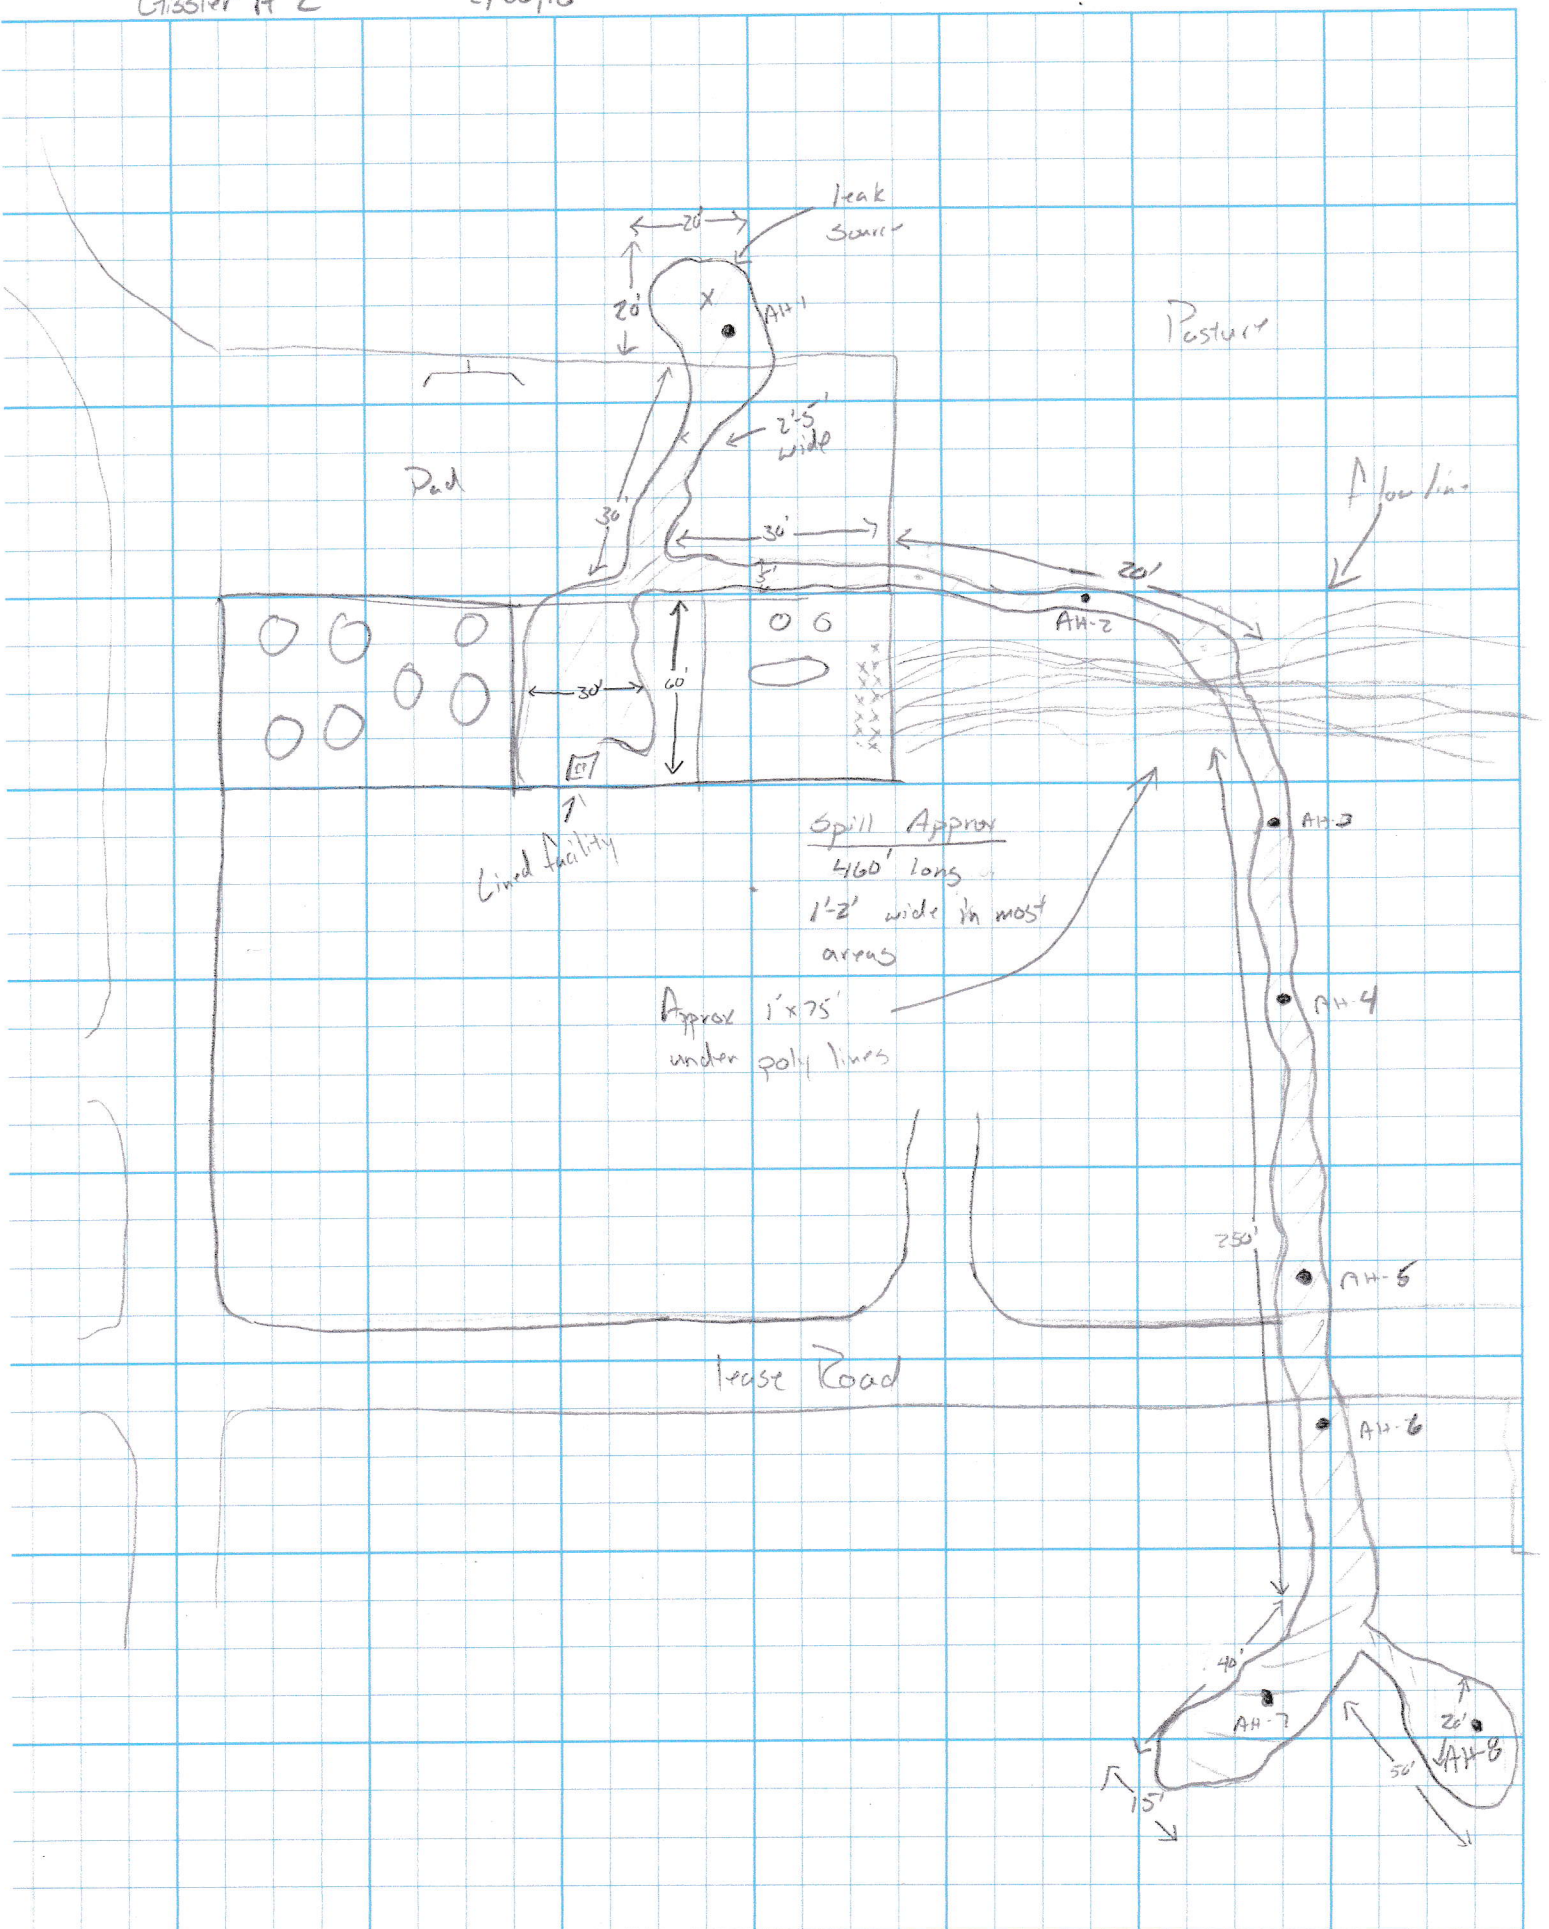 leak
source
20'
20'
AH-1
Pasture
2'-5'
wide
Pad
30'
30'
flowline
5'
20'
AH-2
30'
60'
Lined facility
Spill Approx
460' long
1'-2' wide in most
areas
AH-3
Approx 1'x75'
under poly lines
AH-4
250'
AH-5
lease Road
AH-6
40'
AH-7
15'
20'
AH-8
50'